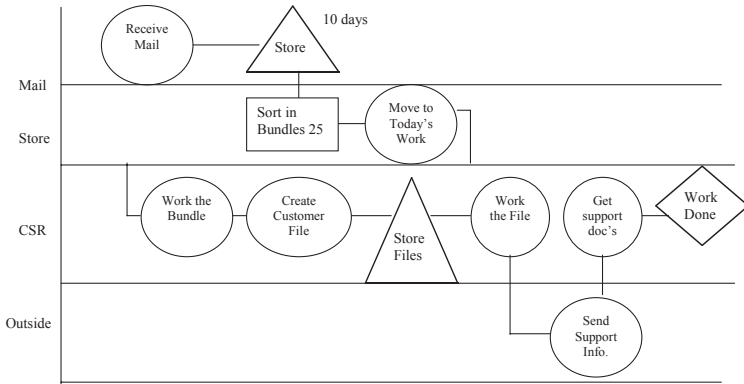 Receive
Mail
Store
10 days
Mail
Store
Sort in
Bundles 25
Move to
Today's
Work
CSR
Work the
Bundle
Create
Customer
File
Store
Files
Work
the File
Get
support
doc's
Work
Done
Outside
Send
Support
Info.